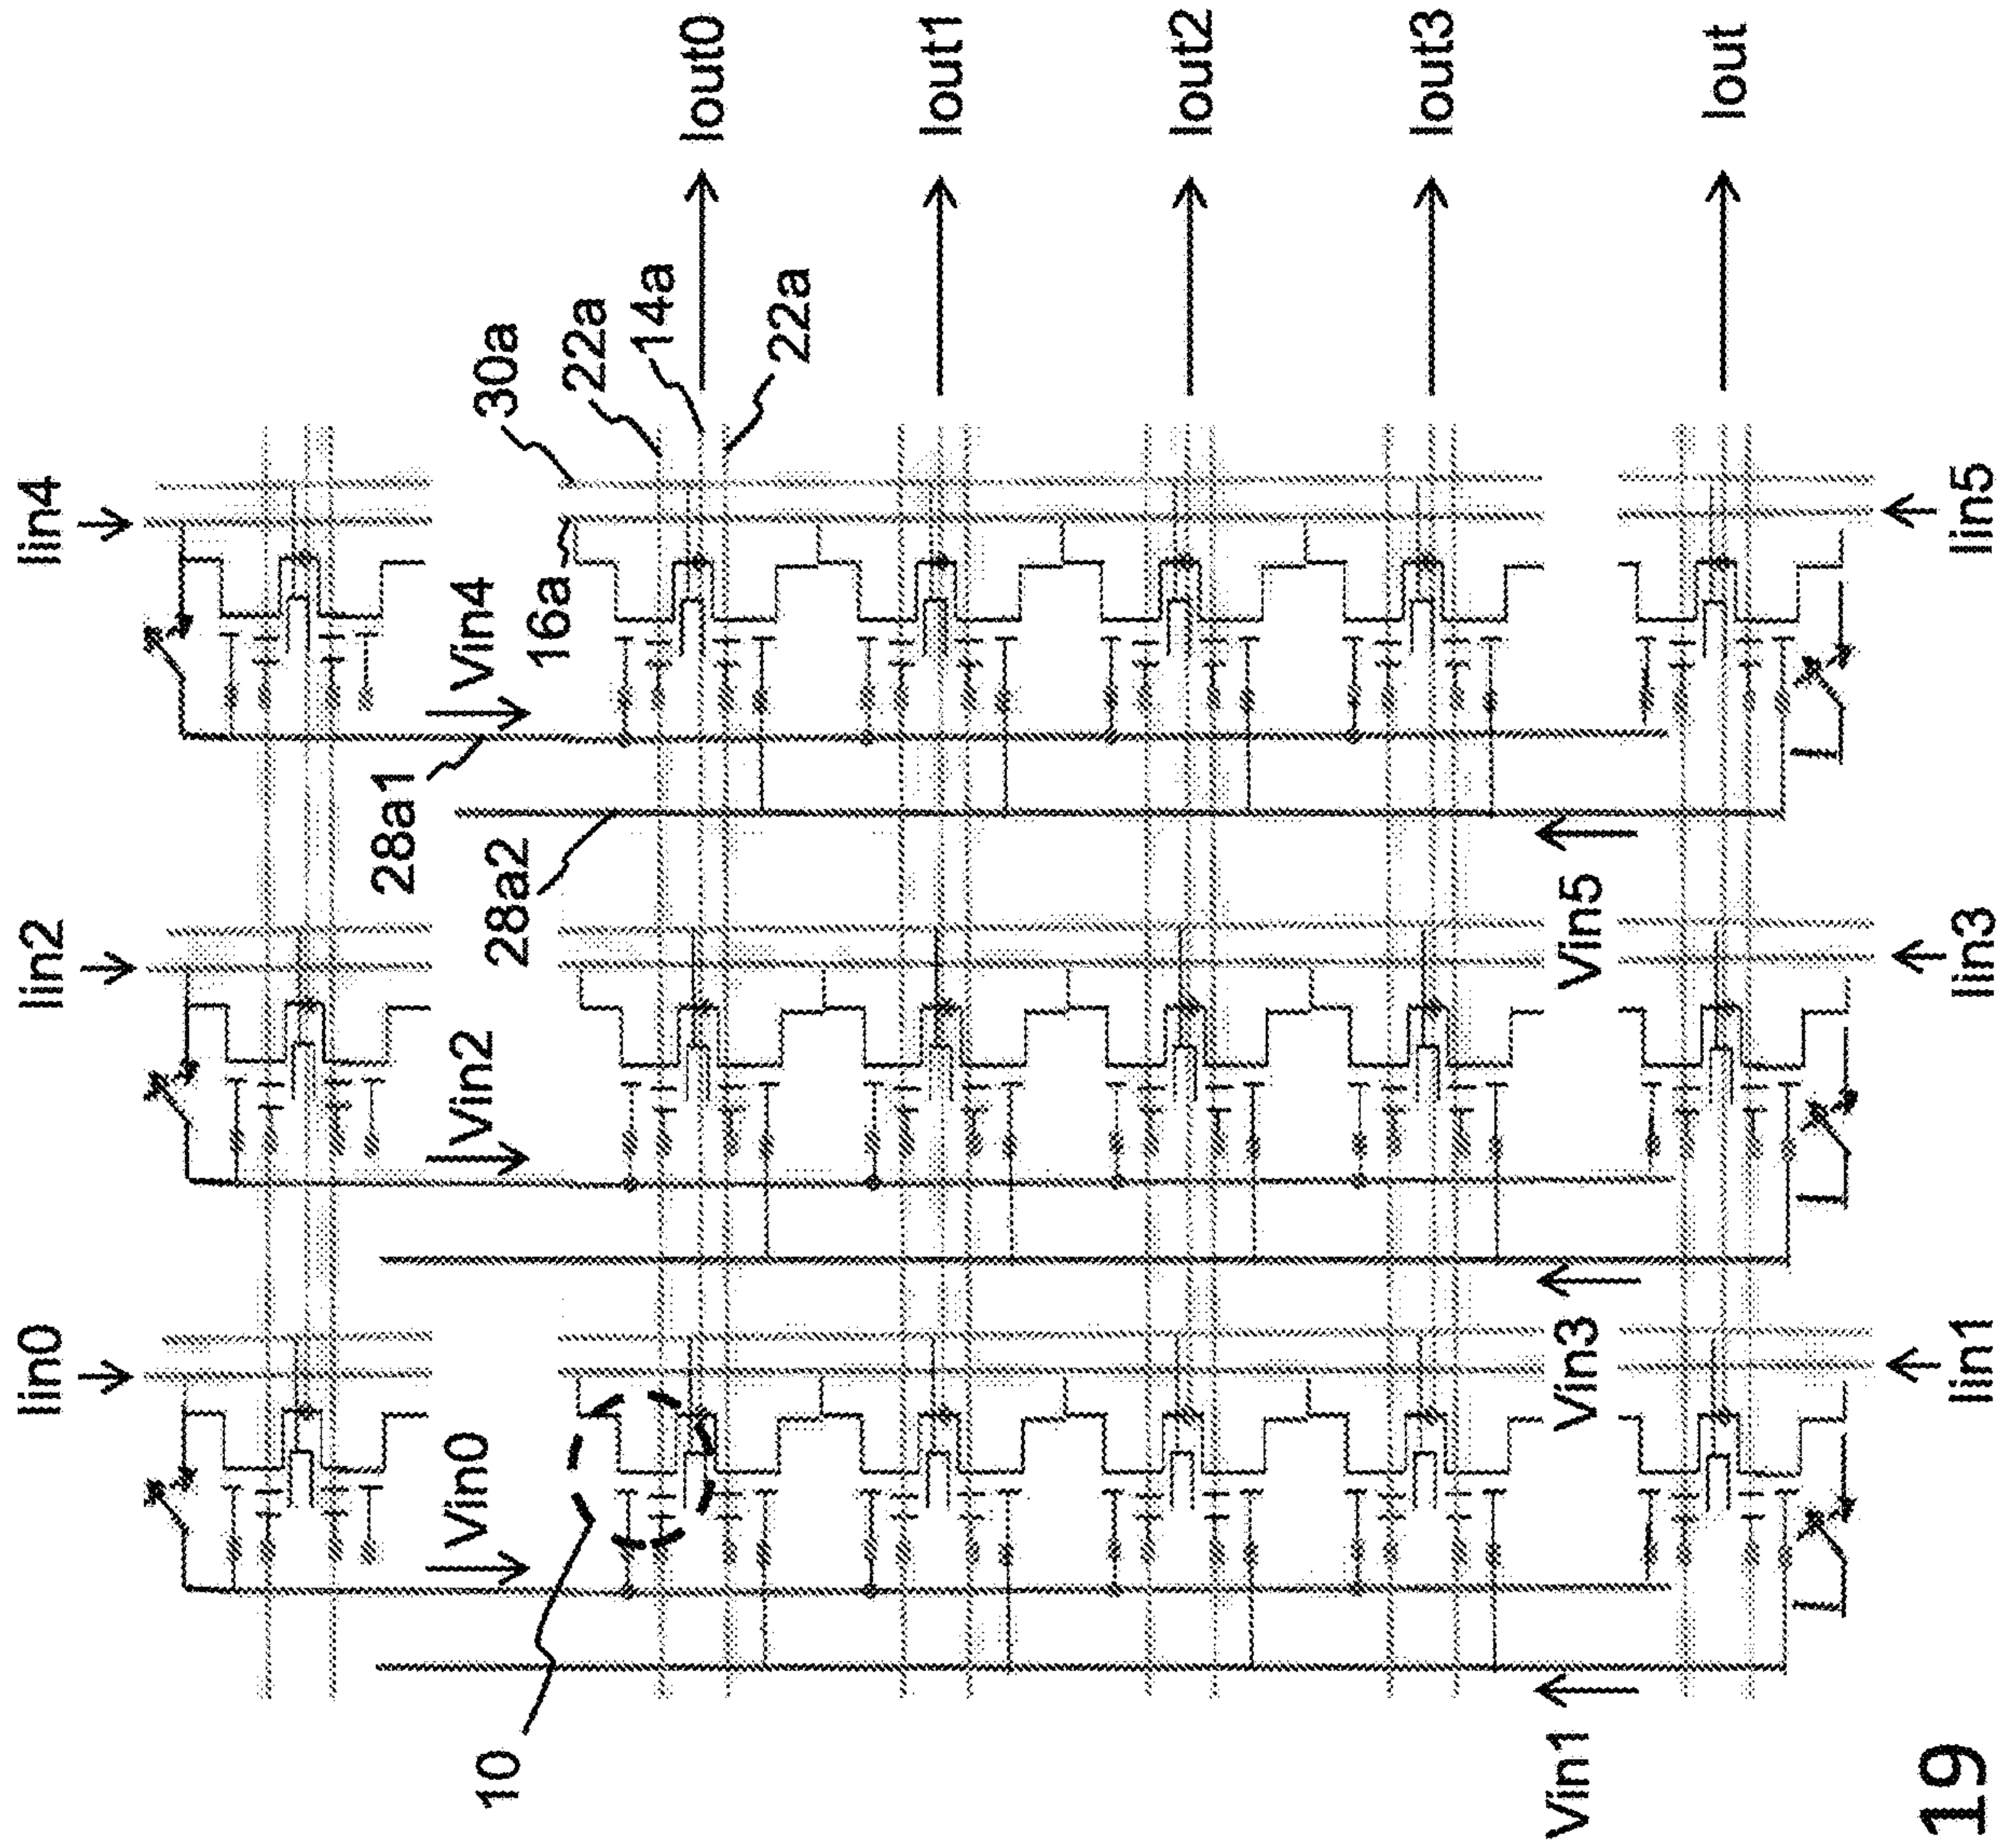 Iin0
Iin2
Iin4
Vin0
Vin2
Vin4
28a1
28a2
16a
30a
22a
14a
22a
10
Iout0
Iout1
Iout2
Iout3
Iout
Vin1
Vin3
Vin5
Iin1
Iin3
Iin5
19